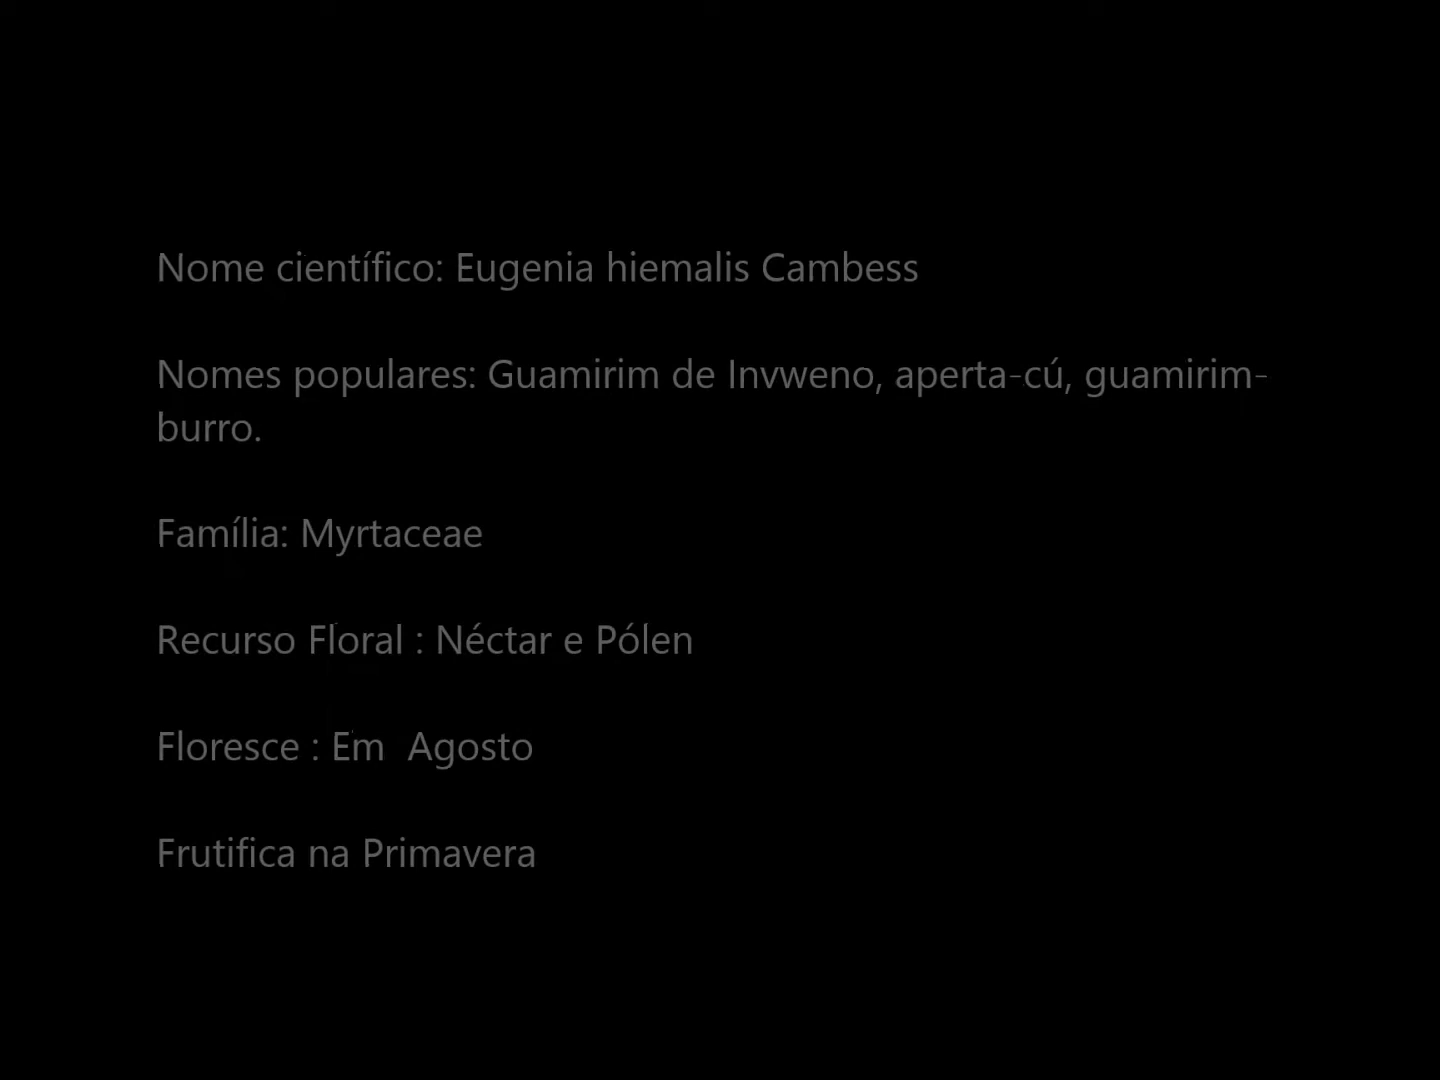 Nome científico: Eugenia hiemalis Cambess
Nomes populares: Guamirim de Invweno, aperta-cú, guamirim-
burro.
Família: Myrtaceae
Recurso Floral : Néctar e Pólen
Floresce : Em  Agosto
Frutifica na Primavera